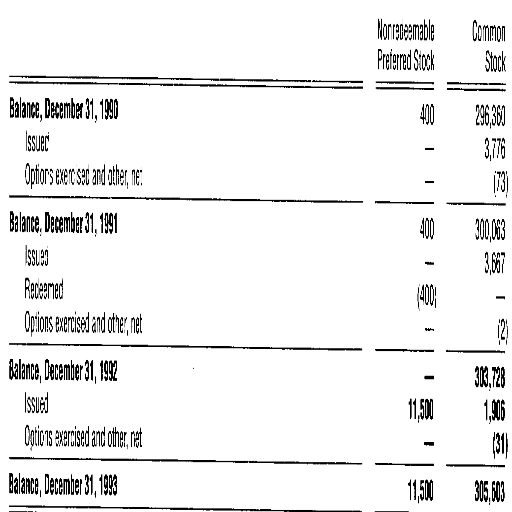 Nonredeemable Common
Preferred Stock Stock
Balance, December 31, 1990 400 296,360
Issued — 3,776
Options exercised and other, net — (73)
Balance, December 31, 1991 400 300,063
Issued — 3,667
Redeemed (400) —
Options exercised and other, net — (2)
Balance, December 31, 1992 — 303,728
Issued 11,500 1,906
Options exercised and other, net — (31)
Balance, December 31, 1993 11,500 305,603